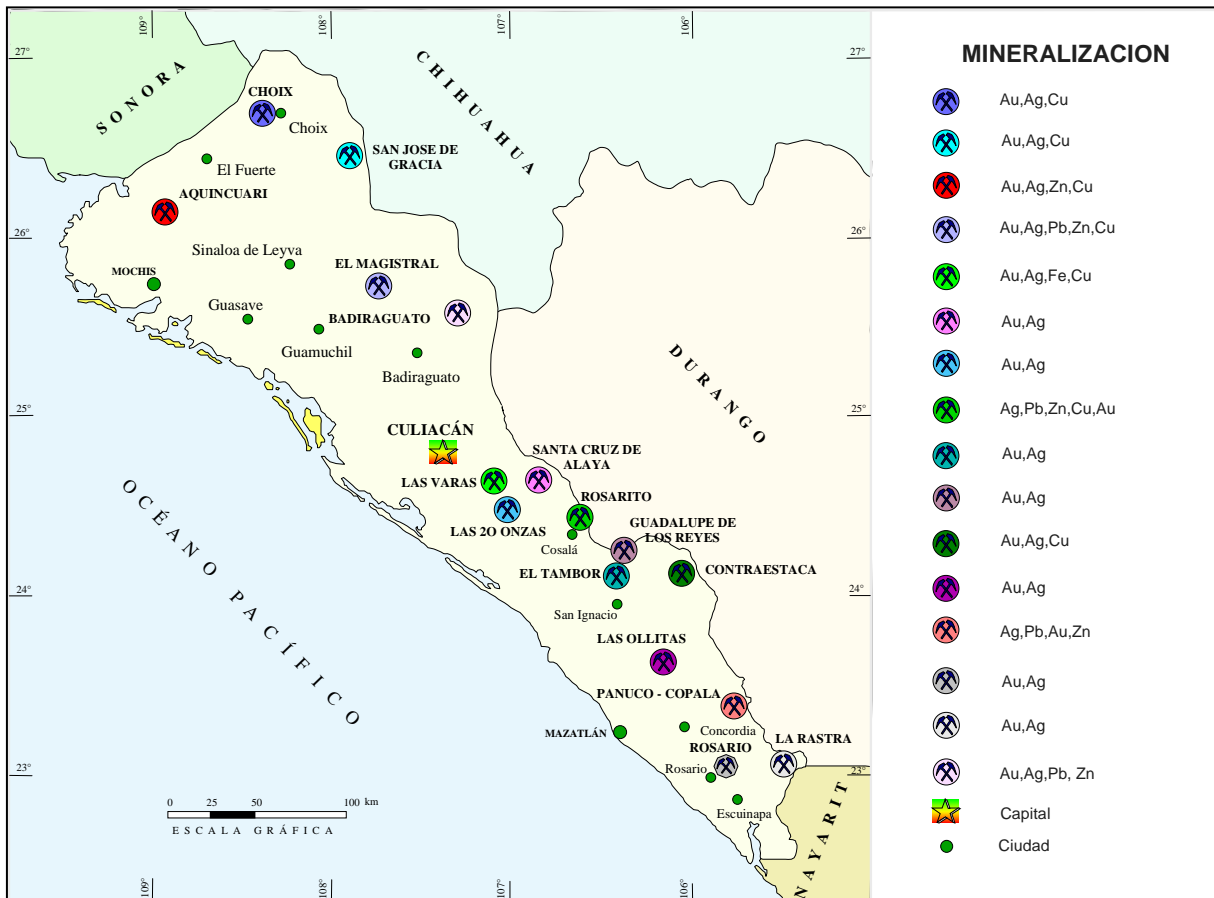 109°
108°
107°
106°
27°
27°
SONORA
CHIHUAHUA
CHOIX
Choix
SAN JOSE DE
GRACIA
El Fuerte
AQUINCUARI
26°
26°
Sinaloa de Leyva
MOCHIS
EL MAGISTRAL
Guasave
BADIRAGUATO
Guamuchil
Badiraguato
DURANGO
25°
25°
CULIACÁN
SANTA CRUZ DE
ALAYA
LAS VARAS
ROSARITO
LAS 2O ONZAS
GUADALUPE DE
LOS REYES
Cosalá
EL TAMBOR
CONTRAESTACA
24°
24°
San Ignacio
OCÉANO PACÍFICO
LAS OLLITAS
PANUCO - COPALA
Concordia
MAZATLÁN
ROSARIO
LA RASTRA
Rosario
23°
23°
Escuinapa
NAYARIT
0 25 50 100 km
ESCALA GRÁFICA
109°
108°
107°
106°
MINERALIZACION
Au,Ag,Cu
Au,Ag,Cu
Au,Ag,Zn,Cu
Au,Ag,Pb,Zn,Cu
Au,Ag,Fe,Cu
Au,Ag
Au,Ag
Ag,Pb,Zn,Cu,Au
Au,Ag
Au,Ag
Au,Ag,Cu
Au,Ag
Ag,Pb,Au,Zn
Au,Ag
Au,Ag
Au,Ag,Pb, Zn
Capital
Ciudad